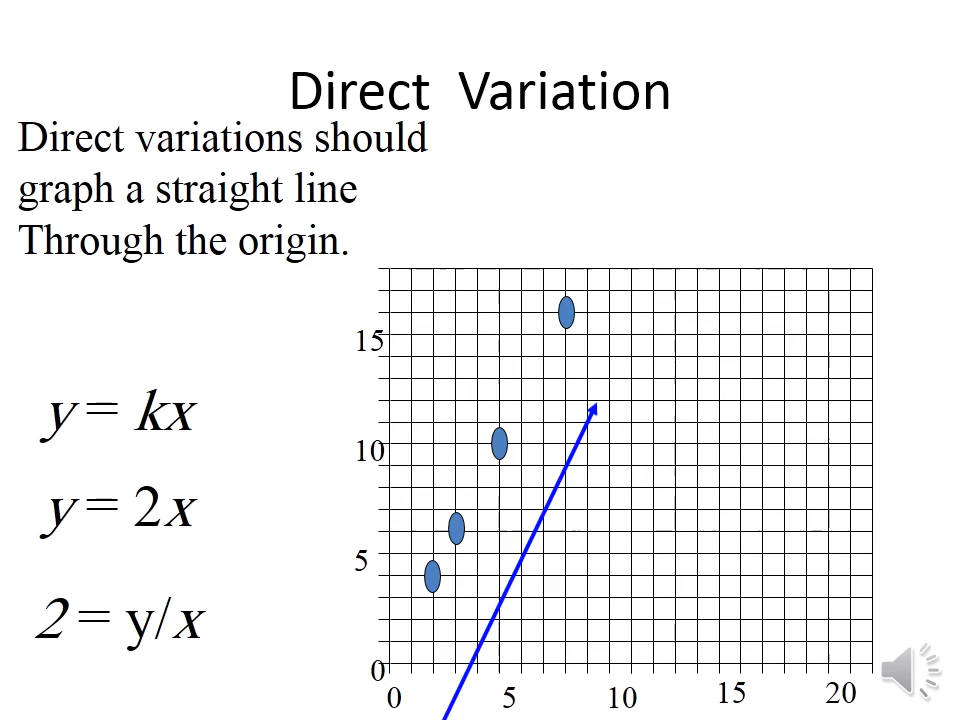 Direct Variation
Direct variations should
graph a straight line
Through the origin.
y = kx
y = 2x
2 = y/x
15
10
5
0
0 5 10 15 20